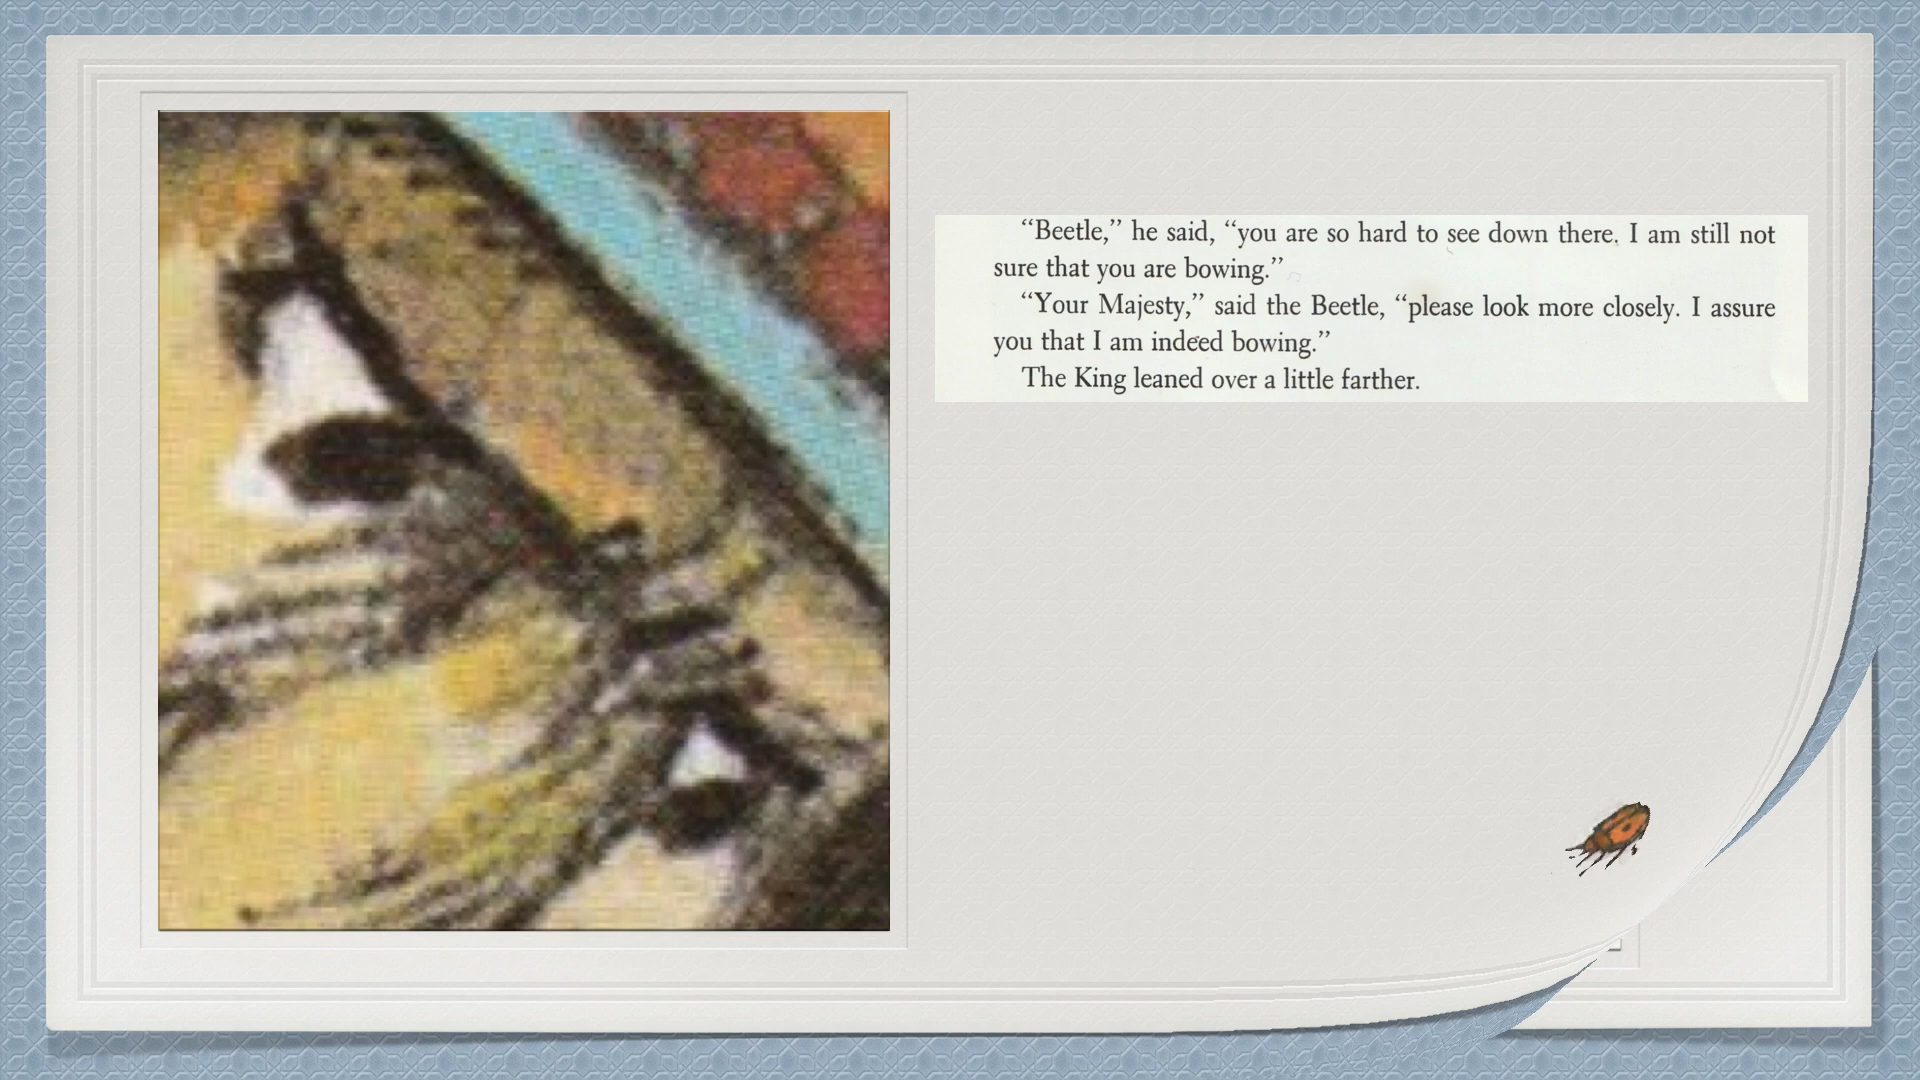 “Beetle,” he said, “you are so hard to see down there. I am still not
sure that you are bowing.”
“Your Majesty,” said the Beetle, “please look more closely. I assure
you that I am indeed bowing.”
The King leaned over a little farther.